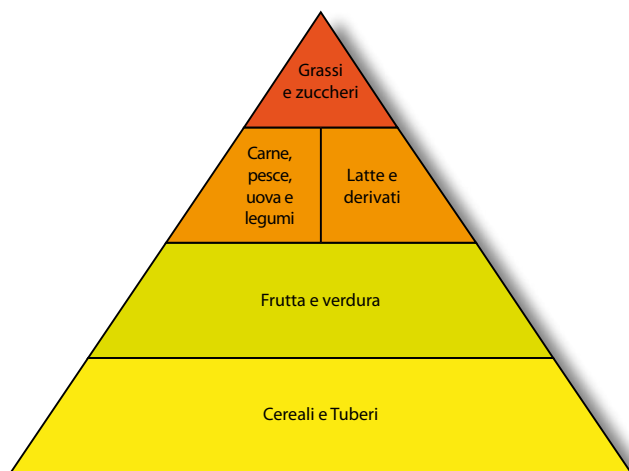 Grassi
e zuccheri
Carne,
pesce,
uova e
legumi
Latte e
derivati
Frutta e verdura
Cereali e Tuberi